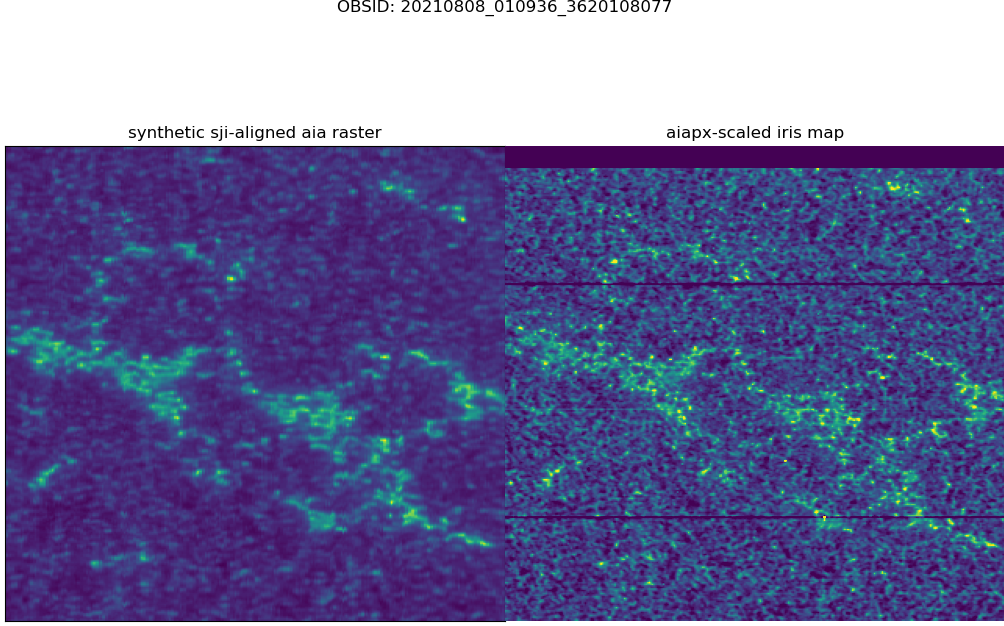 OBSID: 20210808_010936_3620108077
synthetic sji-aligned aia raster
aiapx-scaled iris map